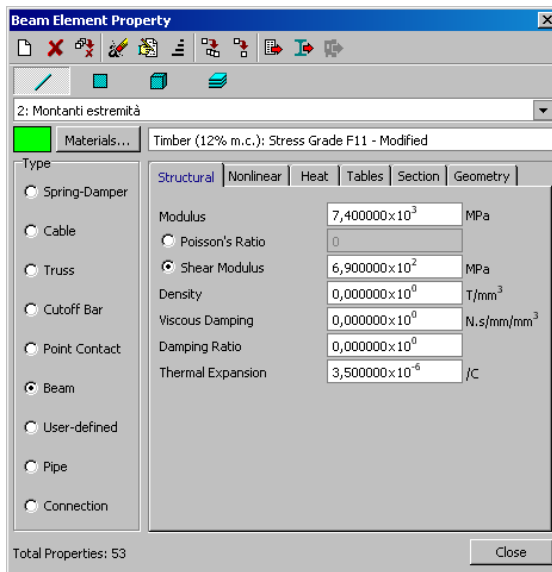 Beam Element Property
2: Montanti estremità
Materials... Timber (12% m.c.): Stress Grade F11 - Modified
Type
Spring-Damper
Cable
Truss
Cutoff Bar
Point Contact
Beam
User-defined
Pipe
Connection
Structural Nonlinear Heat Tables Section Geometry
Modulus 7,400000x10³ MPa
Poisson's Ratio 0
Shear Modulus 6,900000x10² MPa
Density 0,000000x10⁰ T/mm³
Viscous Damping 0,000000x10⁰ N.s/mm/mm³
Damping Ratio 0,000000x10⁰
Thermal Expansion 3,500000x10⁻⁶ /C
Total Properties: 53 Close